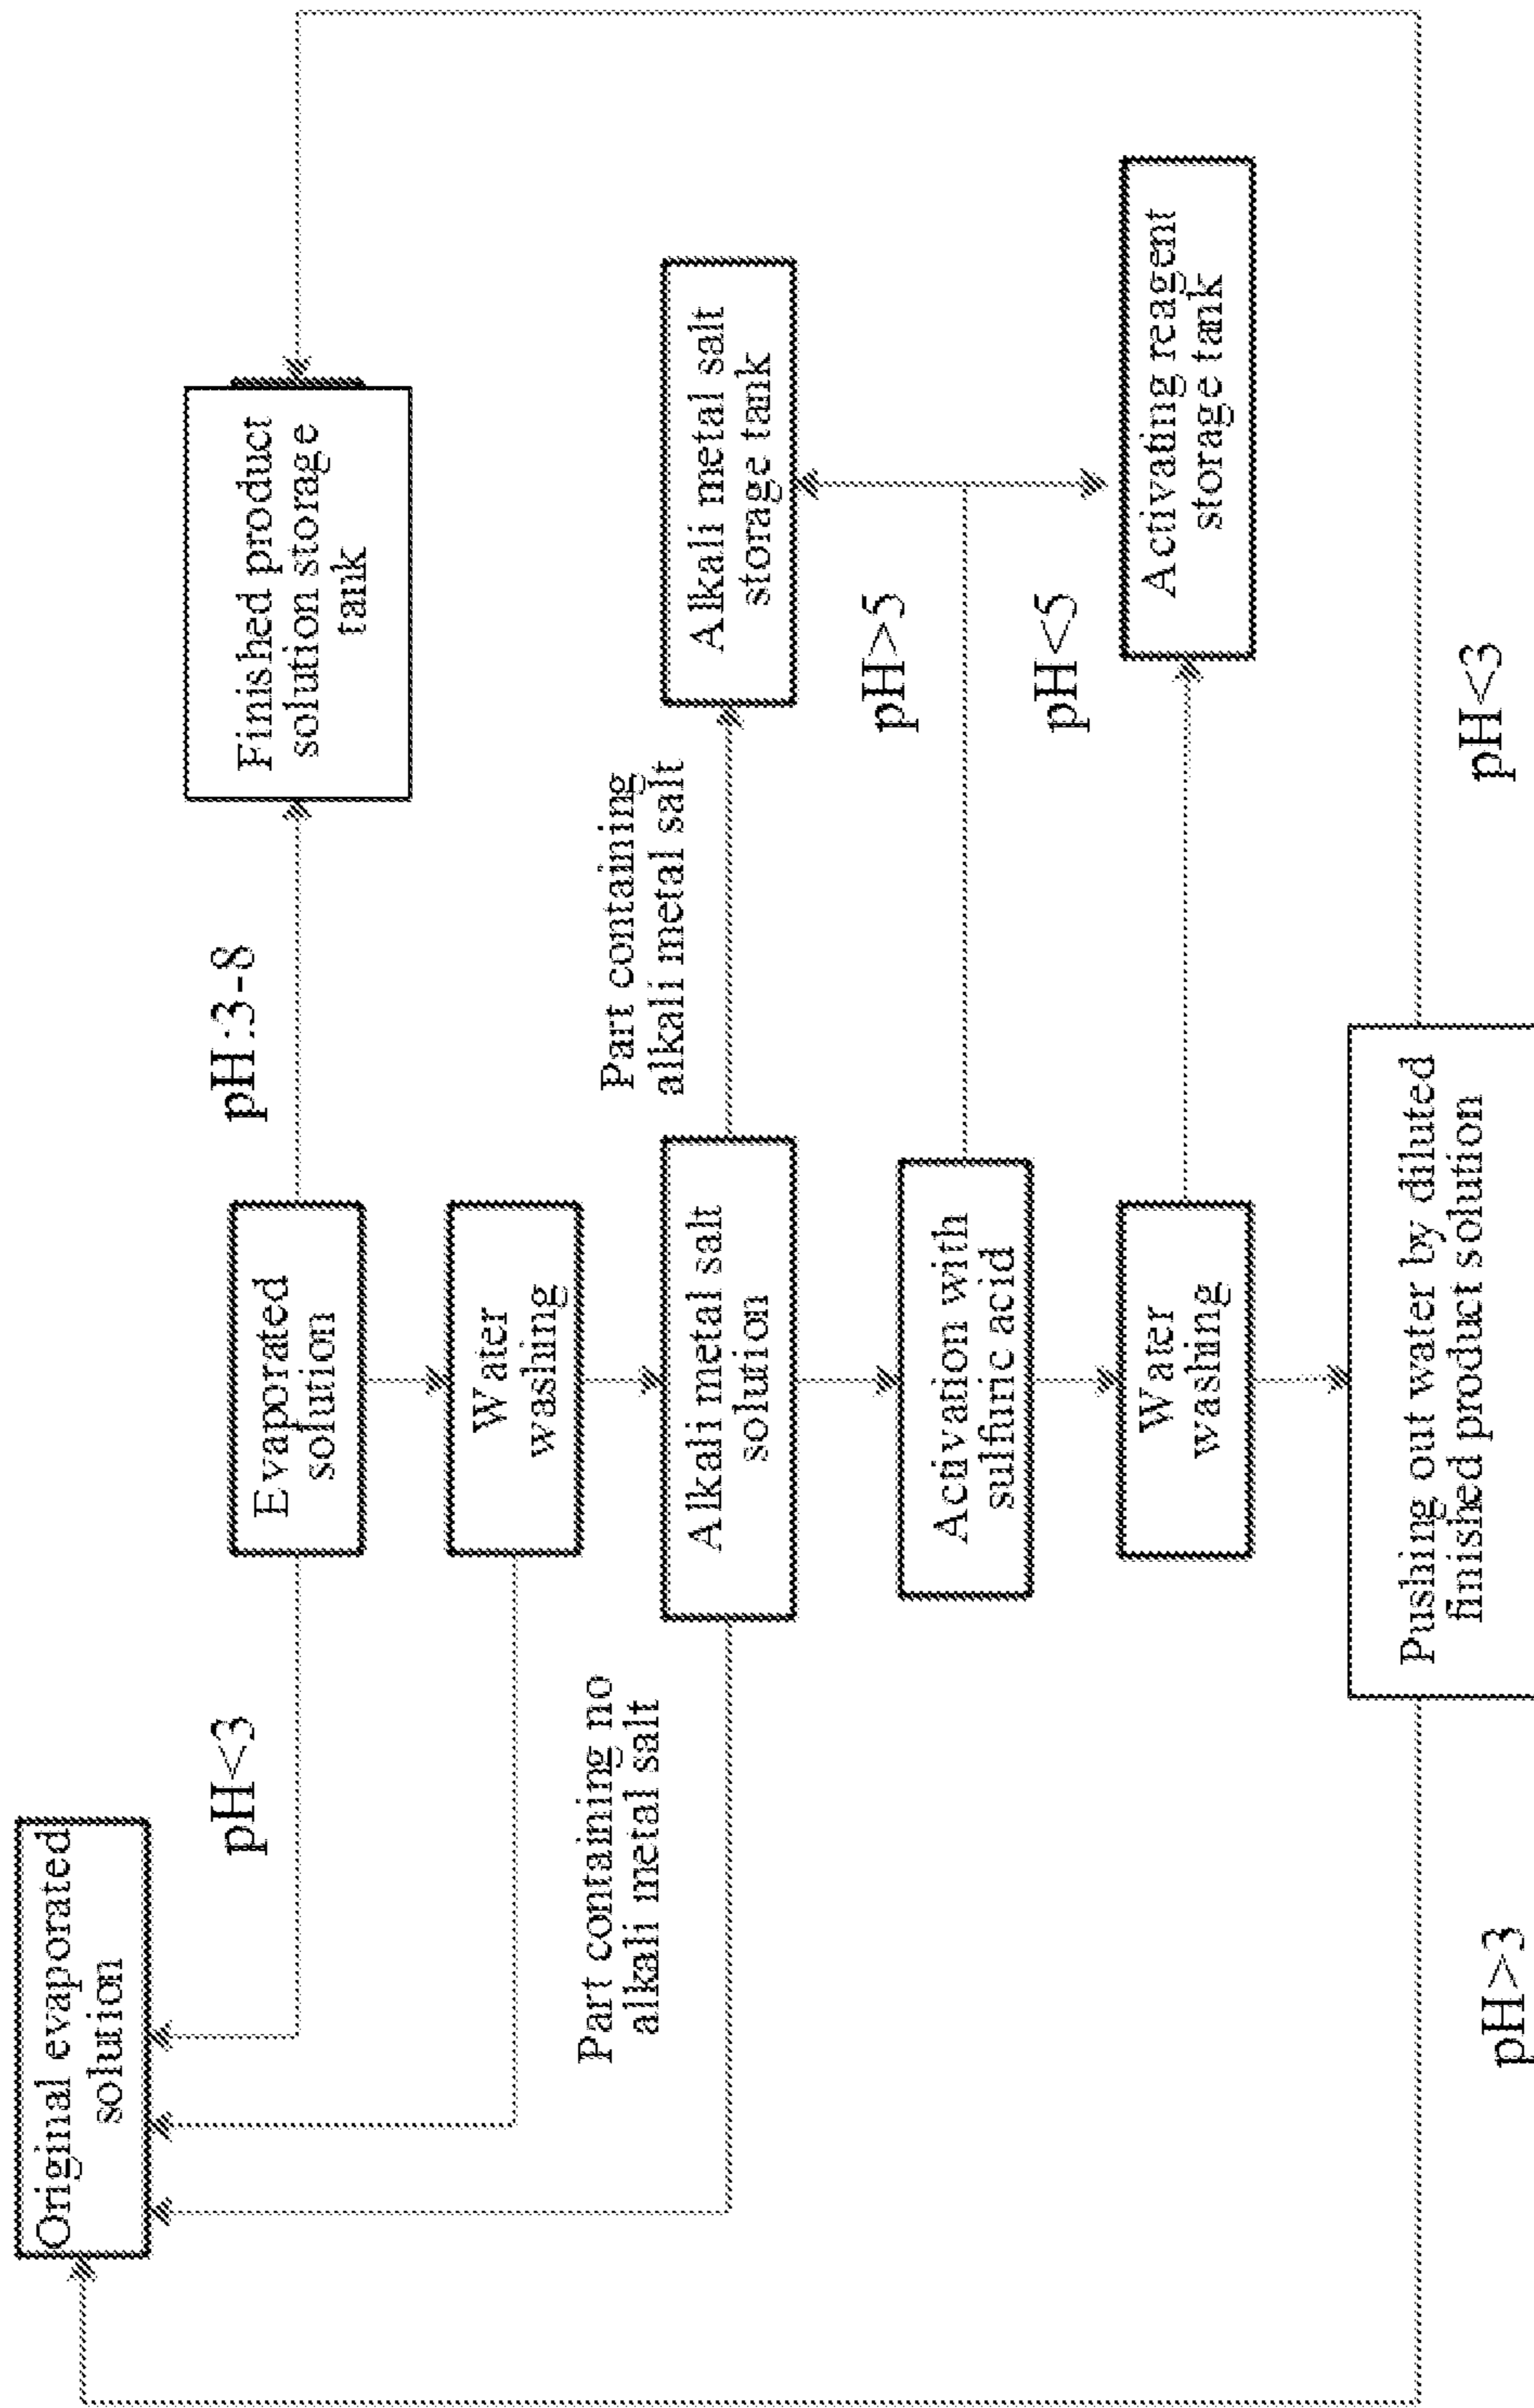 Original evaporated
solution
pH<3
Evaporated
solution
pH:3-8
Finished product
solution storage
tank
Water
washing
Part containing no
alkali metal salt
Alkali metal salt
solution
Part containing
alkali metal salt
Alkali metal salt
storage tank
Activation with
sulfuric acid
pH>5
pH<5
Water
washing
Activating reagent
storage tank
Pushing out water by diluted
finished product solution
pH>3
pH<3